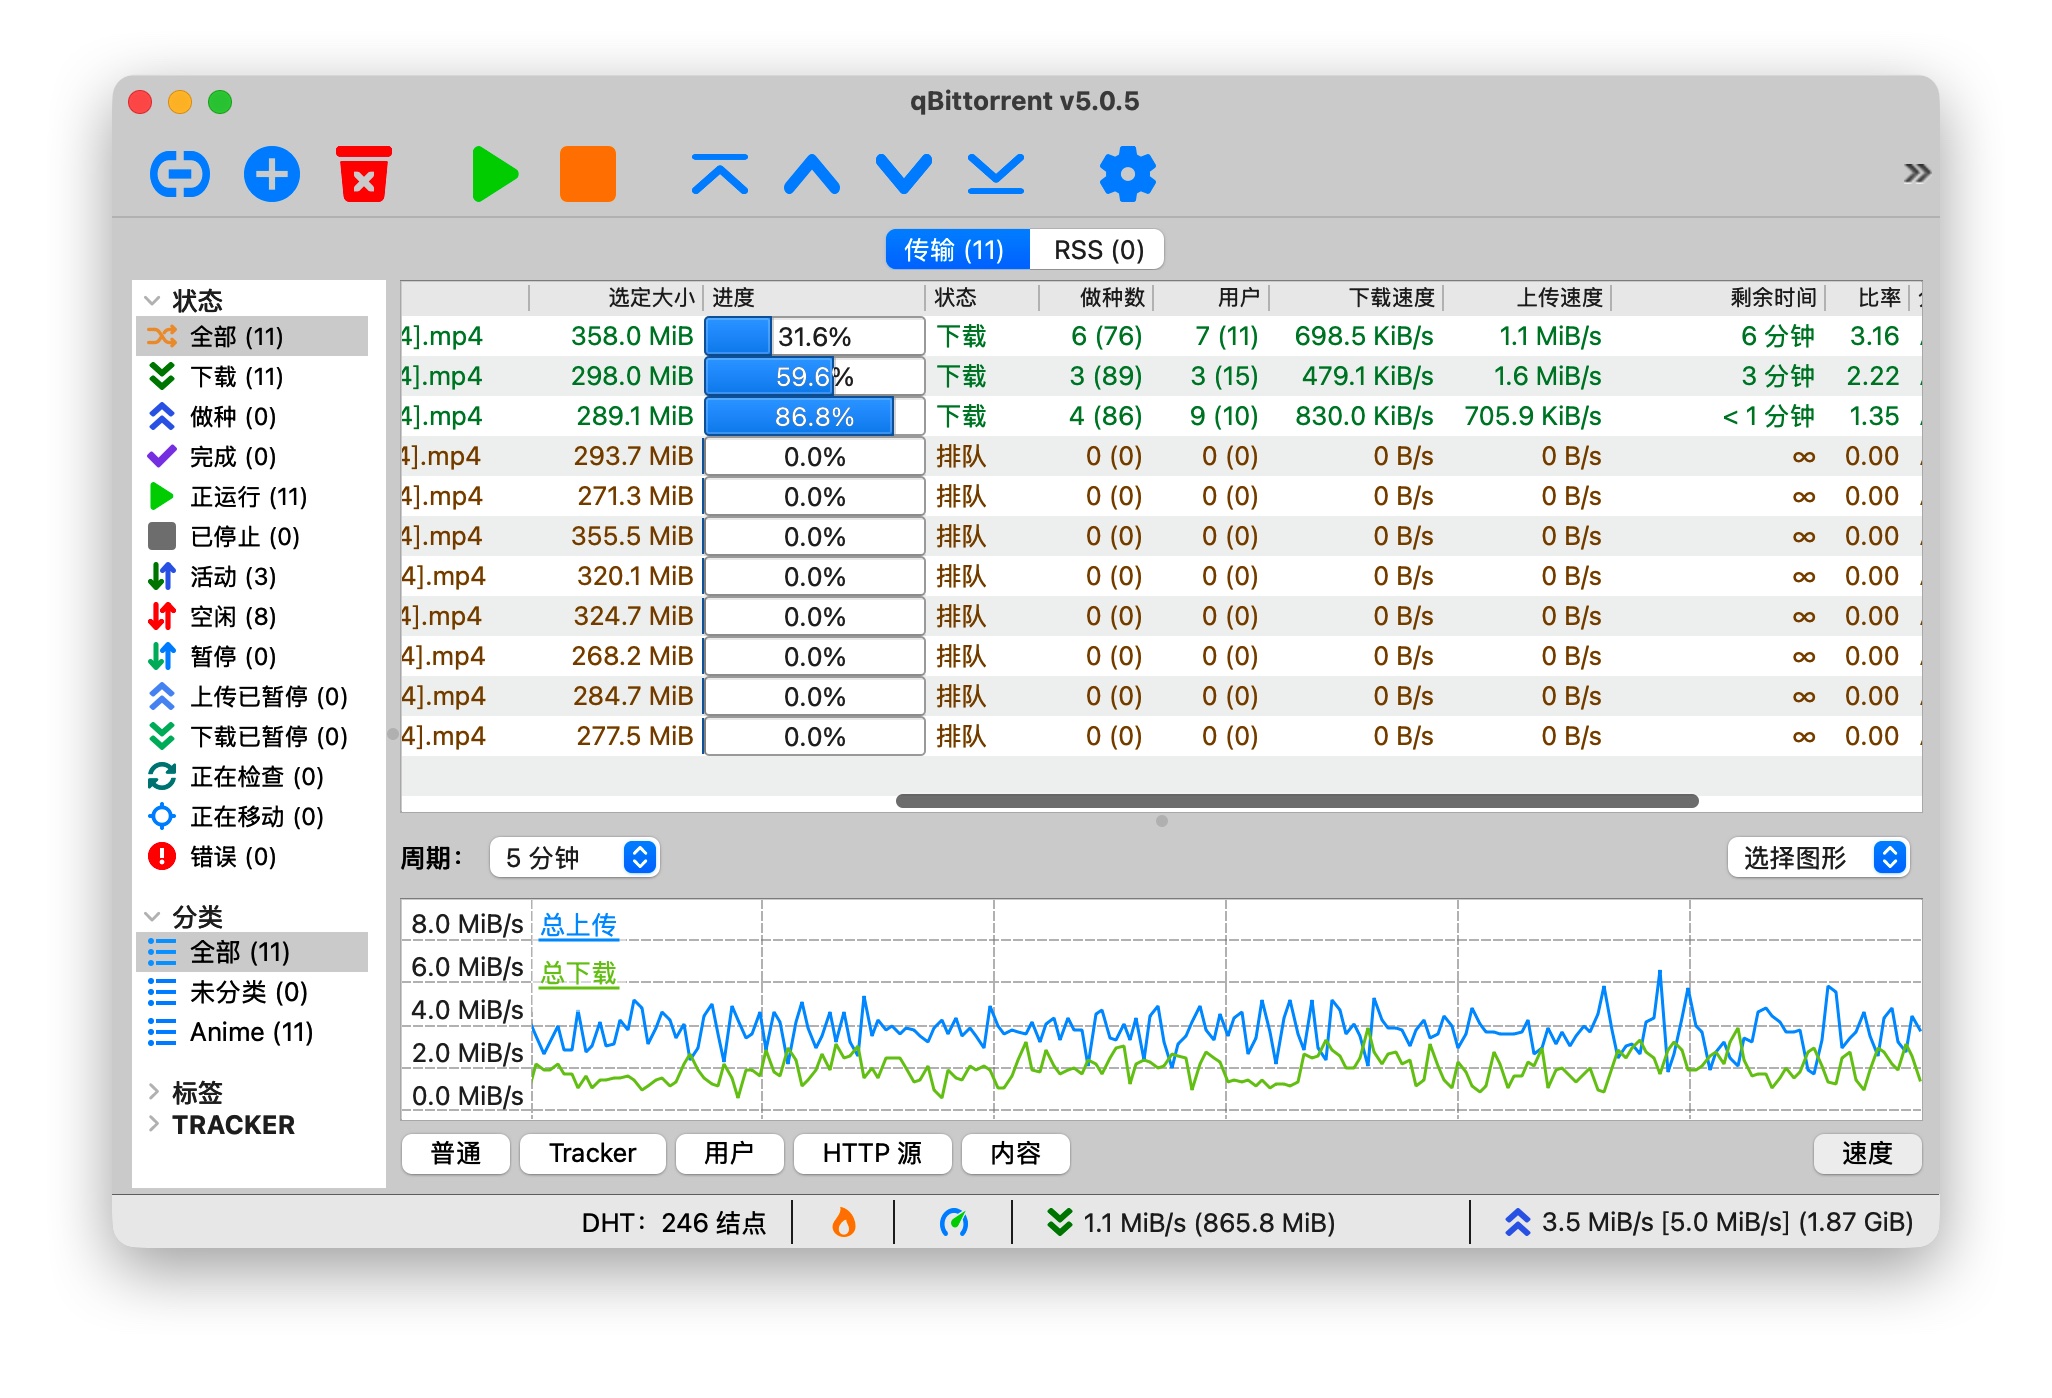 qBittorrent v5.0.5
传输 (11) RSS (0)
状态
全部 (11)
下载 (11)
做种 (0)
完成 (0)
正运行 (11)
已停止 (0)
活动 (3)
空闲 (8)
暂停 (0)
上传已暂停 (0)
下载已暂停 (0)
正在检查 (0)
正在移动 (0)
错误 (0)
分类
全部 (11)
未分类 (0)
Anime (11)
标签
TRACKER
选定大小 进度 状态 做种数 用户 下载速度 上传速度 剩余时间 比率
4].mp4 358.0 MiB 31.6% 下载 6 (76) 7 (11) 698.5 KiB/s 1.1 MiB/s 6 分钟 3.16
4].mp4 298.0 MiB 59.6% 下载 3 (89) 3 (15) 479.1 KiB/s 1.6 MiB/s 3 分钟 2.22
4].mp4 289.1 MiB 86.8% 下载 4 (86) 9 (10) 830.0 KiB/s 705.9 KiB/s < 1 分钟 1.35
4].mp4 293.7 MiB 0.0% 排队 0 (0) 0 (0) 0 B/s 0 B/s ∞ 0.00
4].mp4 271.3 MiB 0.0% 排队 0 (0) 0 (0) 0 B/s 0 B/s ∞ 0.00
4].mp4 355.5 MiB 0.0% 排队 0 (0) 0 (0) 0 B/s 0 B/s ∞ 0.00
4].mp4 320.1 MiB 0.0% 排队 0 (0) 0 (0) 0 B/s 0 B/s ∞ 0.00
4].mp4 324.7 MiB 0.0% 排队 0 (0) 0 (0) 0 B/s 0 B/s ∞ 0.00
4].mp4 268.2 MiB 0.0% 排队 0 (0) 0 (0) 0 B/s 0 B/s ∞ 0.00
4].mp4 284.7 MiB 0.0% 排队 0 (0) 0 (0) 0 B/s 0 B/s ∞ 0.00
4].mp4 277.5 MiB 0.0% 排队 0 (0) 0 (0) 0 B/s 0 B/s ∞ 0.00
周期： 5 分钟 选择图形
8.0 MiB/s 总上传
6.0 MiB/s 总下载
4.0 MiB/s
2.0 MiB/s
0.0 MiB/s
普通 Tracker 用户 HTTP 源 内容 速度
DHT：246 结点 1.1 MiB/s (865.8 MiB) 3.5 MiB/s [5.0 MiB/s] (1.87 GiB)